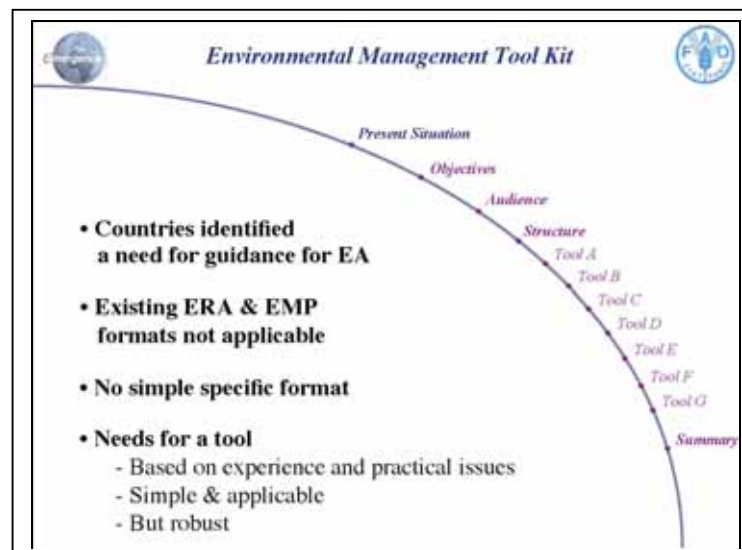 Emergence
Environmental Management Tool Kit
F A O
Present Situation
Objectives
Audience
Structure
Tool A
Tool B
Tool C
Tool D
Tool E
Tool F
Tool G
Summary
• Countries identified
a need for guidance for EA
• Existing ERA & EMP
formats not applicable
• No simple specific format
• Needs for a tool
- Based on experience and practical issues
- Simple & applicable
- But robust